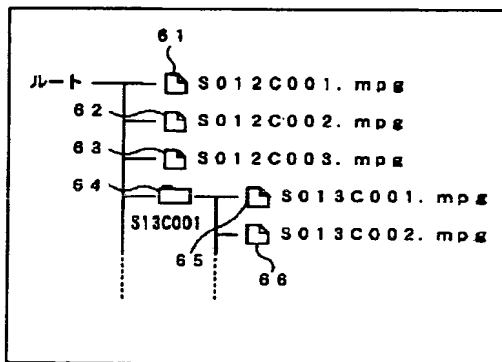 61
ルート S012C001.mpg
62 S012C002.mpg
63 S012C003.mpg
64 S013C001.mpg
S13C001
65 S013C002.mpg
66